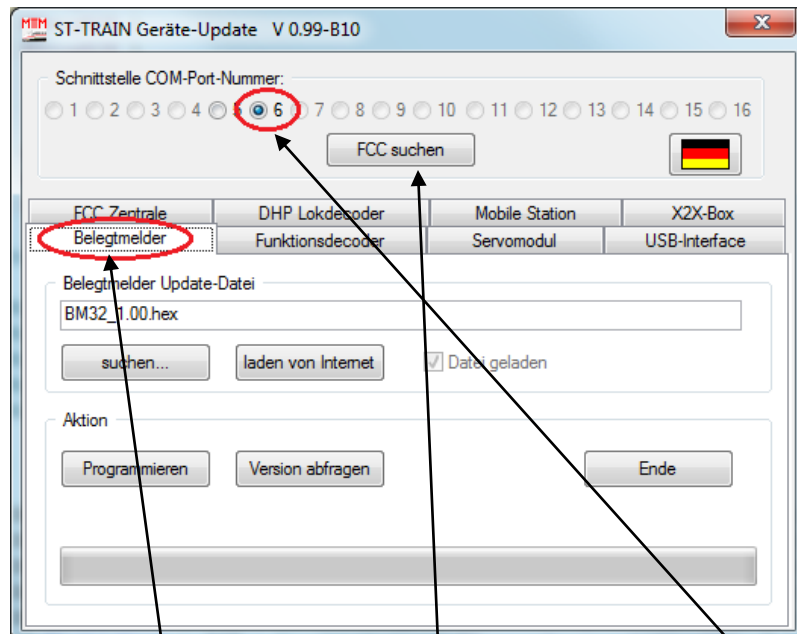 MTTM ST-TRAIN Geräte-Update V 0.99-B10
Schnittstelle COM-Port-Nummer:
1 2 3 4 5 6 7 8 9 10 11 12 13 14 15 16
FCC suchen
FCC Zentrale DHP Lokdecoder Mobile Station X2X-Box
Belegtmelder Funktionsdecoder Servomodul USB-Interface
Belegtmelder Update-Datei
BM32_1.00.hex
suchen... laden von Internet Datei geladen
Aktion
Programmieren Version abfragen Ende